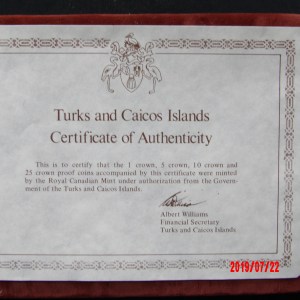 Turks and Caicos Islands
Certificate of Authenticity
This is to certify that the 1 crown, 5 crown, 10 crown and
25 crown proof coins accompanied by this certificate were minted
by the Royal Canadian Mint under authorization from the Govern-
ment of the Turks and Caicos Islands.
Albert Williams
Financial Secretary
Turks and Caicos Islands
2019/07/22